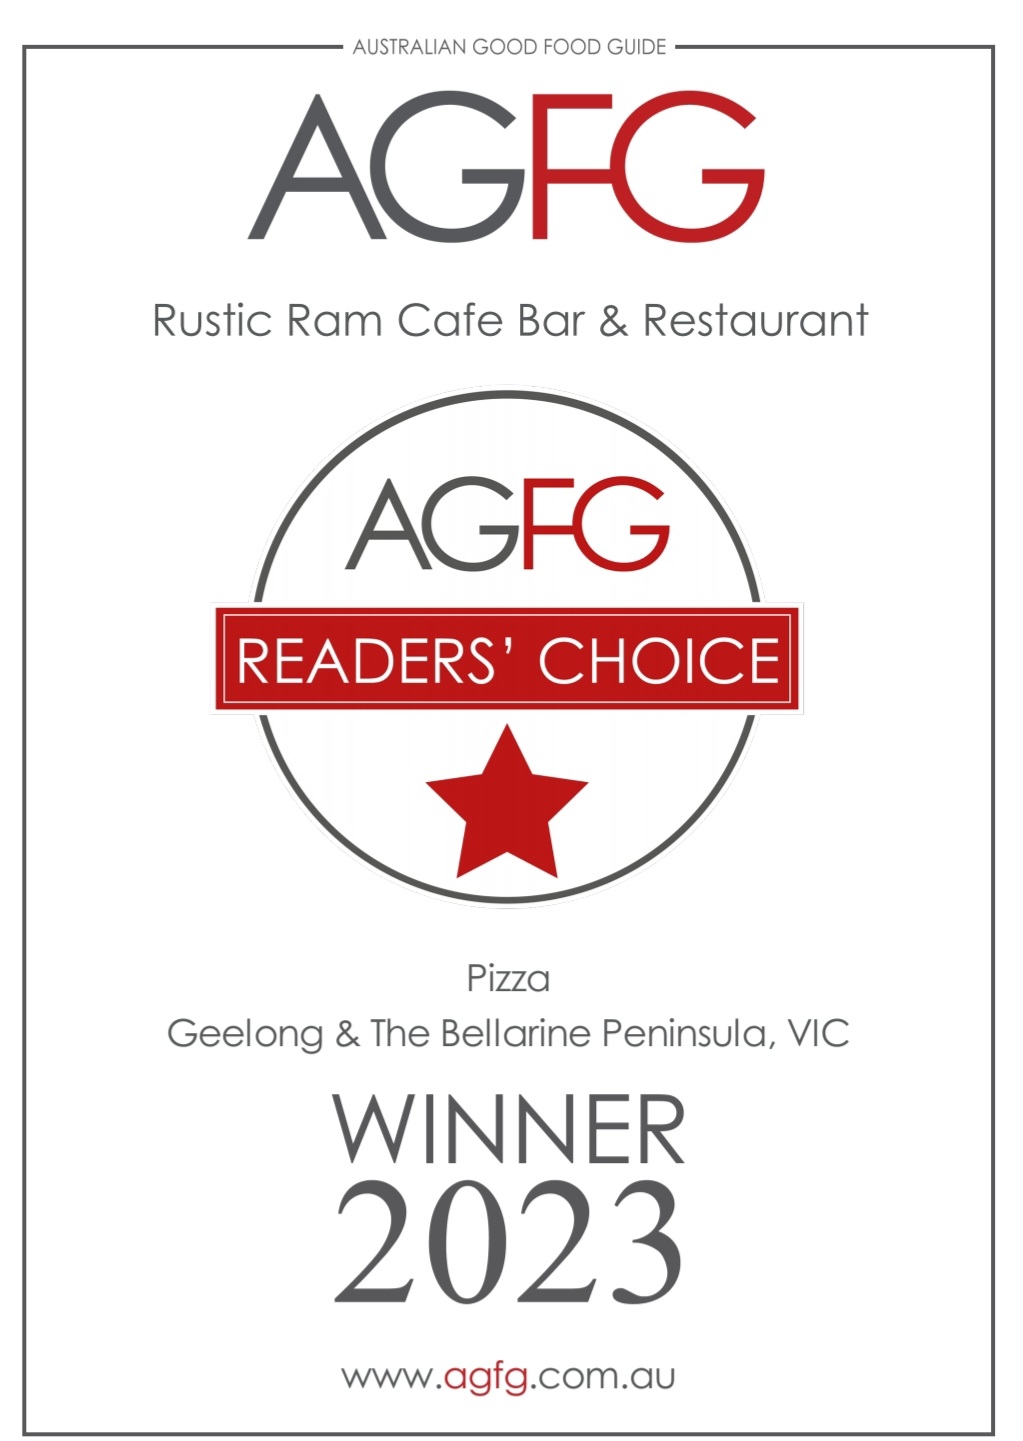 AUSTRALIAN GOOD FOOD GUIDE
AGFG
Rustic Ram Cafe Bar & Restaurant
AGFG
READERS’ CHOICE
Pizza
Geelong & The Bellarine Peninsula, VIC
WINNER
2023
www.agfg.com.au